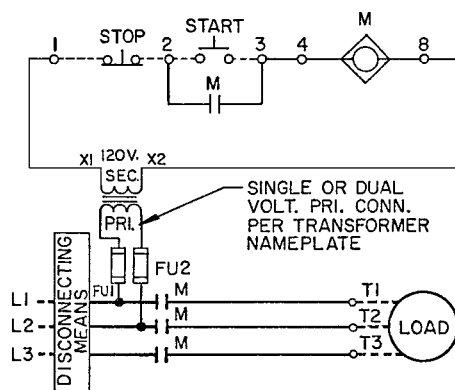 STOP
START
M
1
2
3
4
8
M
X1
120V.
SEC.
X2
PRI.
SINGLE OR DUAL
VOLT. PRI. CONN.
PER TRANSFORMER
NAMEPLATE
DISCONNECTING
MEANS
FU1
FU2
L1
M
T1
L2
M
T2
L3
M
T3
LOAD